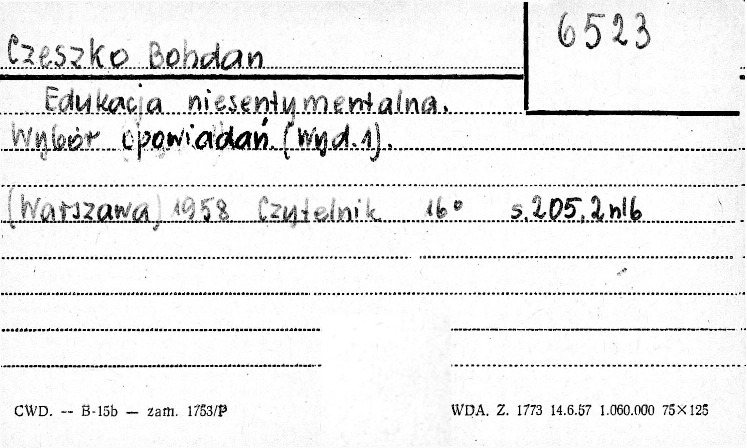 6523
Czeszko Bohdan
Edukacja niesentymentalna.
Wybór opowiadań. (Wyd. 1).
(Warszawa) 1958 Czytelnik 16° s. 205, 2 nlb
CWD. -- B-15b — zam. 1753/P
WDA. Z. 1773 14.6.57 1.060.000 75×125